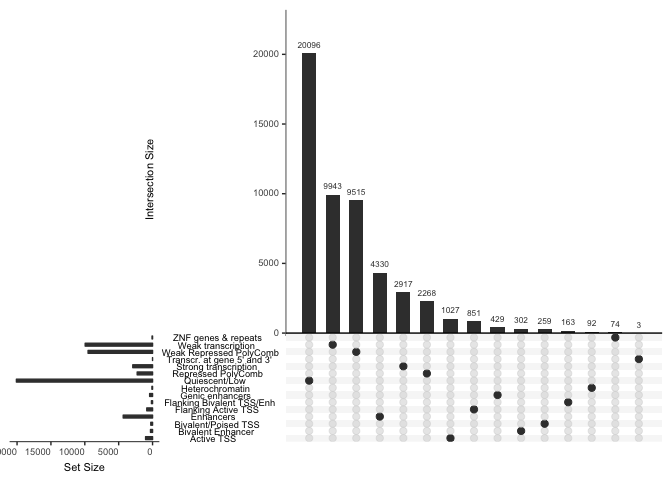 20096
20000
15000
Intersection Size
9943
9515
10000
4330
5000
2917
2268
1027
851
429
302
259
163
92
74
3
0
ZNF genes & repeats
Weak transcription
Weak Repressed PolyComb
Transcr. at gene 5' and 3'
Strong transcription
Repressed PolyComb
Quiescent/Low
Heterochromatin
Genic enhancers
Flanking Bivalent TSS/Enh
Flanking Active TSS
Enhancers
Bivalent/Poised TSS
Bivalent Enhancer
Active TSS
15000 10000 5000 0
Set Size